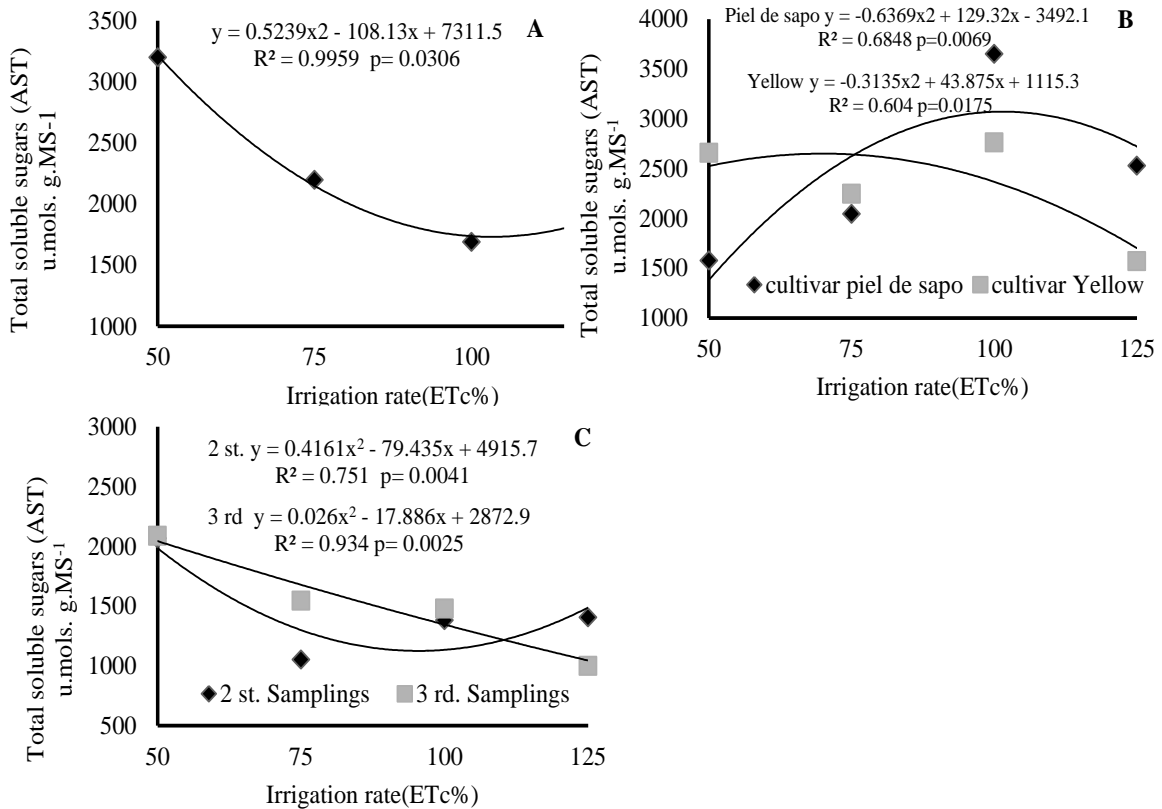 Total soluble sugars (AST)
u.mols. g.MS-1
y = 0.5239x2 - 108.13x + 7311.5
R² = 0.9959 p= 0.0306
A
3500
3000
2500
2000
1500
1000
50
75
100
Irrigation rate(ETc%)
Total soluble sugars (AST)
u.mols. g.MS-1
Piel de sapo y = -0.6369x2 + 129.32x - 3492.1
R² = 0.6848 p=0.0069
B
Yellow y = -0.3135x2 + 43.875x + 1115.3
R² = 0.604 p=0.0175
4000
3500
3000
2500
2000
1500
1000
cultivar piel de sapo
cultivar Yellow
50
75
100
125
Irrigation rate(ETc%)
Total soluble sugars (AST)
u.mols. g.MS-1
2 st. y = 0.4161x2 - 79.435x + 4915.7
R² = 0.751 p= 0.0041
C
3 rd y = 0.026x2 - 17.886x + 2872.9
R² = 0.934 p= 0.0025
3000
2500
2000
1500
1000
500
2 st. Samplings
3 rd. Samplings
50
75
100
125
Irrigation rate(ETc%)